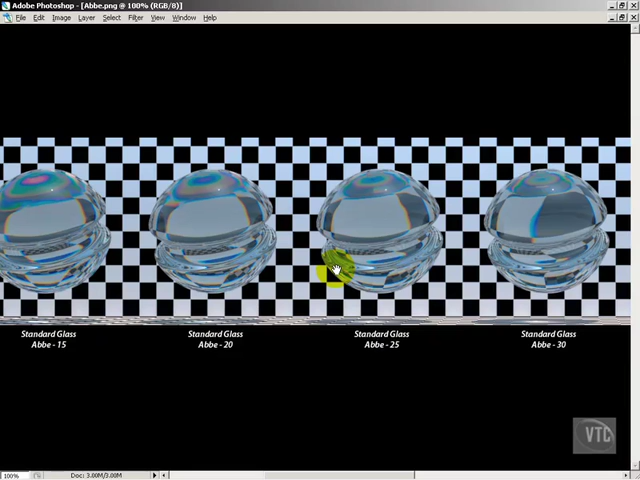 Adobe Photoshop - [Abbe.png @ 100% (RGB/8)]
File Edit Image Layer Select Filter View Window Help
Standard Glass
Abbe - 15
Standard Glass
Abbe - 20
Standard Glass
Abbe - 25
Standard Glass
Abbe - 30
VTC
100% Doc: 3.00M/3.00M